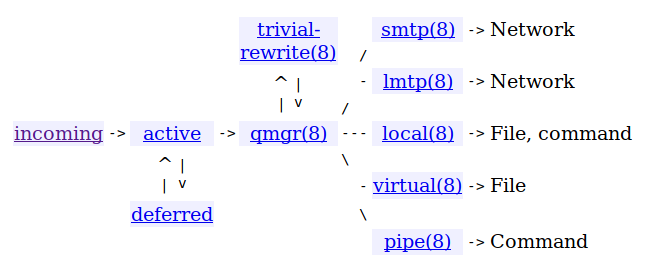 trivial-
rewrite(8)
smtp(8) -> Network
/
^ |
| v
- lmtp(8) -> Network
/
incoming -> active -> qmgr(8) --- local(8) -> File, command
^ |
| v
\
- virtual(8) -> File
\
deferred
pipe(8) -> Command